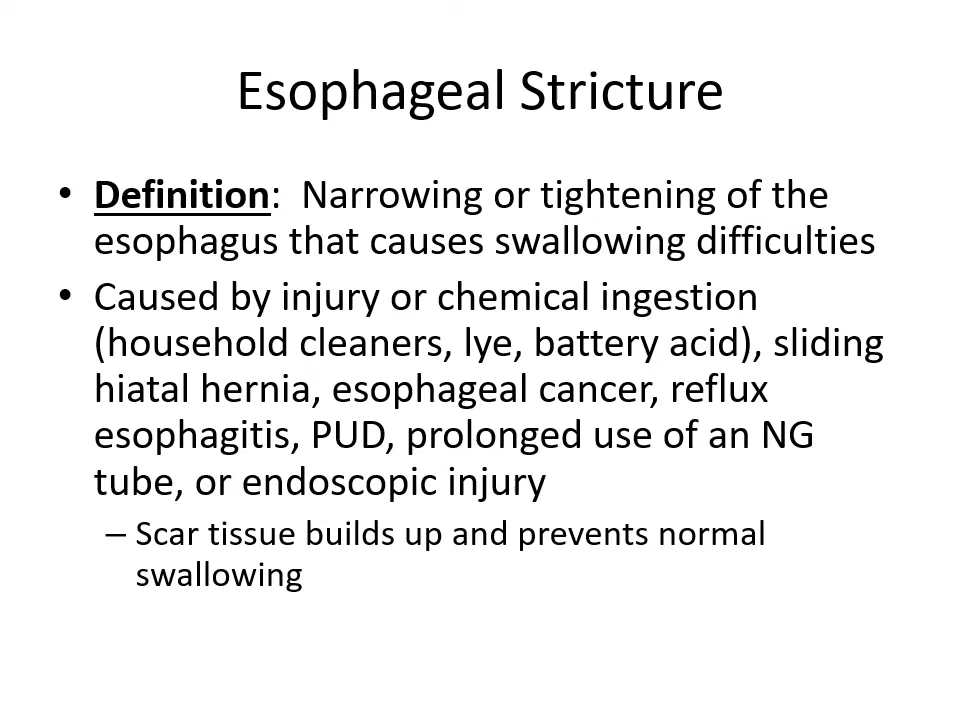 Esophageal Stricture
• Definition:  Narrowing or tightening of the
esophagus that causes swallowing difficulties
• Caused by injury or chemical ingestion
(household cleaners, lye, battery acid), sliding
hiatal hernia, esophageal cancer, reflux
esophagitis, PUD, prolonged use of an NG
tube, or endoscopic injury
– Scar tissue builds up and prevents normal
swallowing